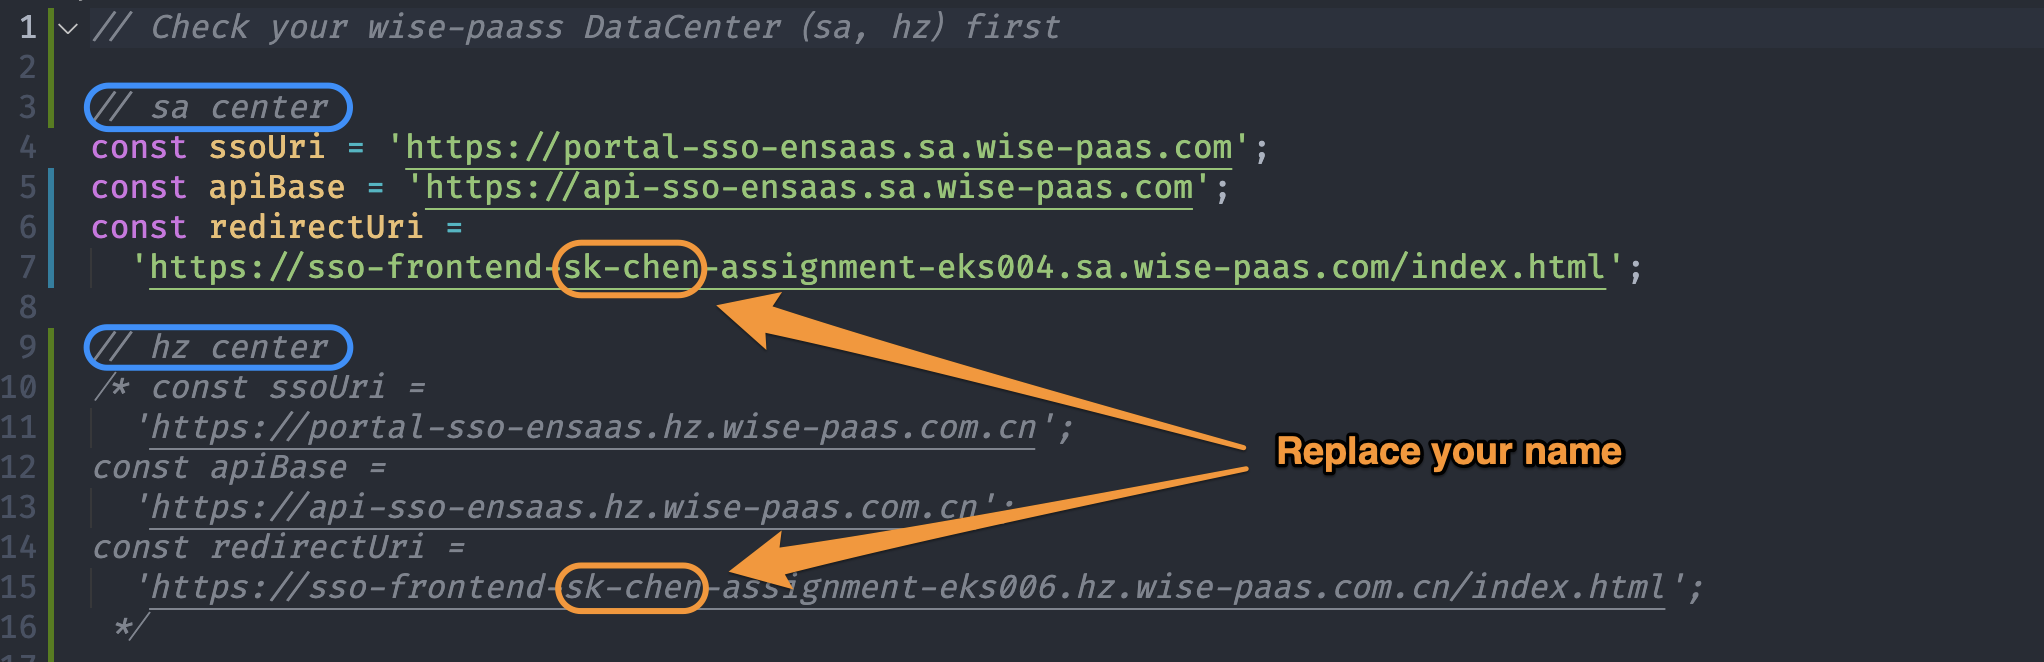 1 // Check your wise-paass DataCenter (sa, hz) first
2
3 // sa center
4 const ssoUri = 'https://portal-sso-ensaas.sa.wise-paas.com';
5 const apiBase = 'https://api-sso-ensaas.sa.wise-paas.com';
6 const redirectUri =
7 'https://sso-frontend-sk-chen-assignment-eks004.sa.wise-paas.com/index.html';
8
9 // hz center
10 /* const ssoUri =
11 'https://portal-sso-ensaas.hz.wise-paas.com.cn';
Replace your name
12 const apiBase =
13 'https://api-sso-ensaas.hz.wise-paas.com.cn';
14 const redirectUri =
15 'https://sso-frontend-sk-chen-assignment-eks006.hz.wise-paas.com.cn/index.html';
16 */
17